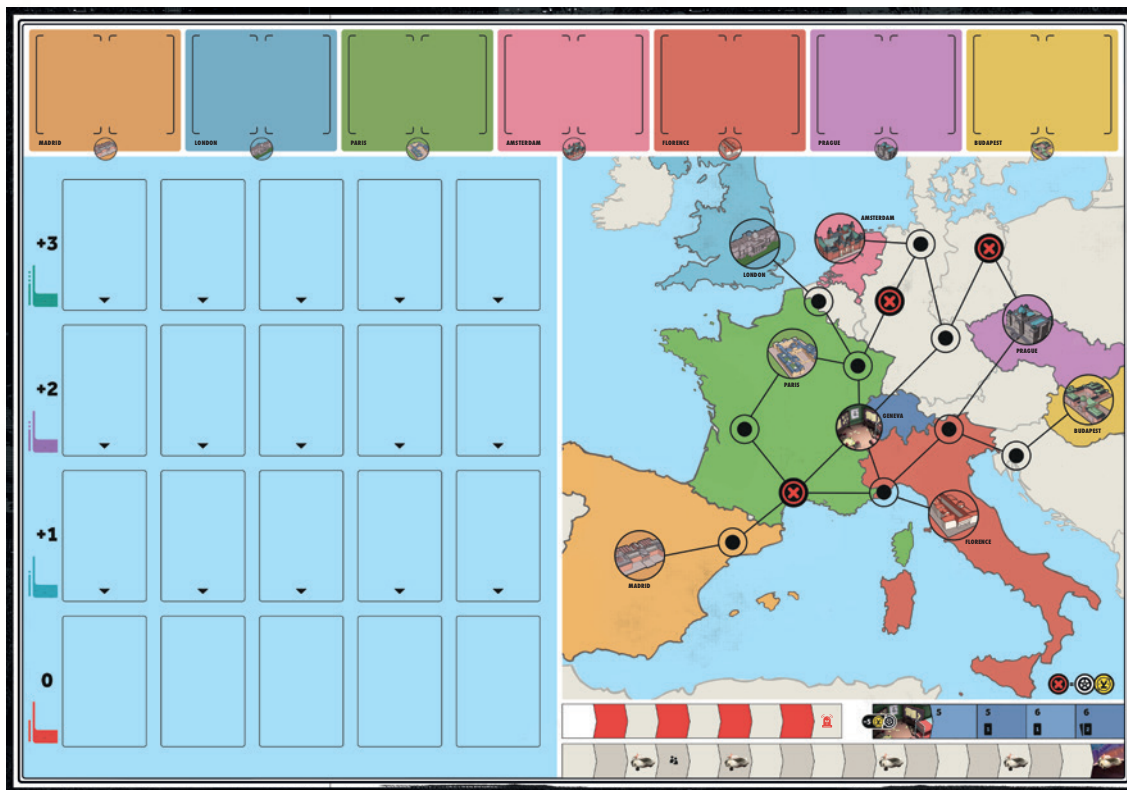 MADRID
LONDON
PARIS
AMSTERDAM
FLORENCE
PRAGUE
BUDAPEST
+3
+2
+1
0
AMSTERDAM
LONDON
PARIS
PRAGUE
GENEVA
BUDAPEST
FLORENCE
MADRID
+5
5
5
6
6